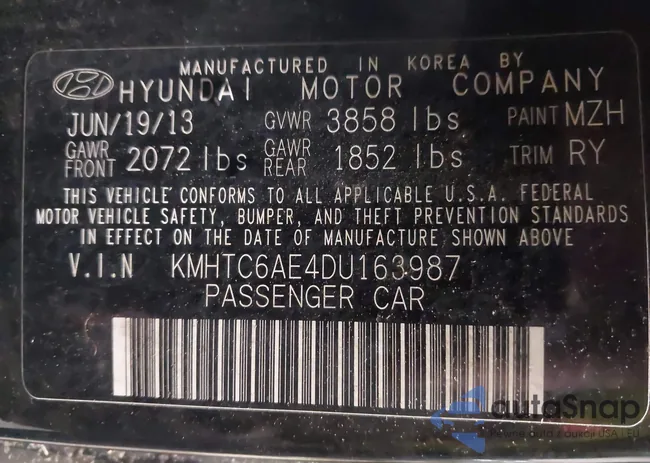 MANUFACTURED IN KOREA BY
HYUNDAI MOTOR COMPANY
JUN/19/13 GVWR 3858 lbs PAINT MZH
GAWR FRONT 2072 lbs GAWR REAR 1852 lbs TRIM RY
THIS VEHICLE CONFORMS TO ALL APPLICABLE U.S.A. FEDERAL
MOTOR VEHICLE SAFETY, BUMPER, AND THEFT PREVENTION STANDARDS
IN EFFECT ON THE DATE OF MANUFACTURE SHOWN ABOVE
V.I.N KMHTC6AE4DU163987
PASSENGER CAR
autoSnap